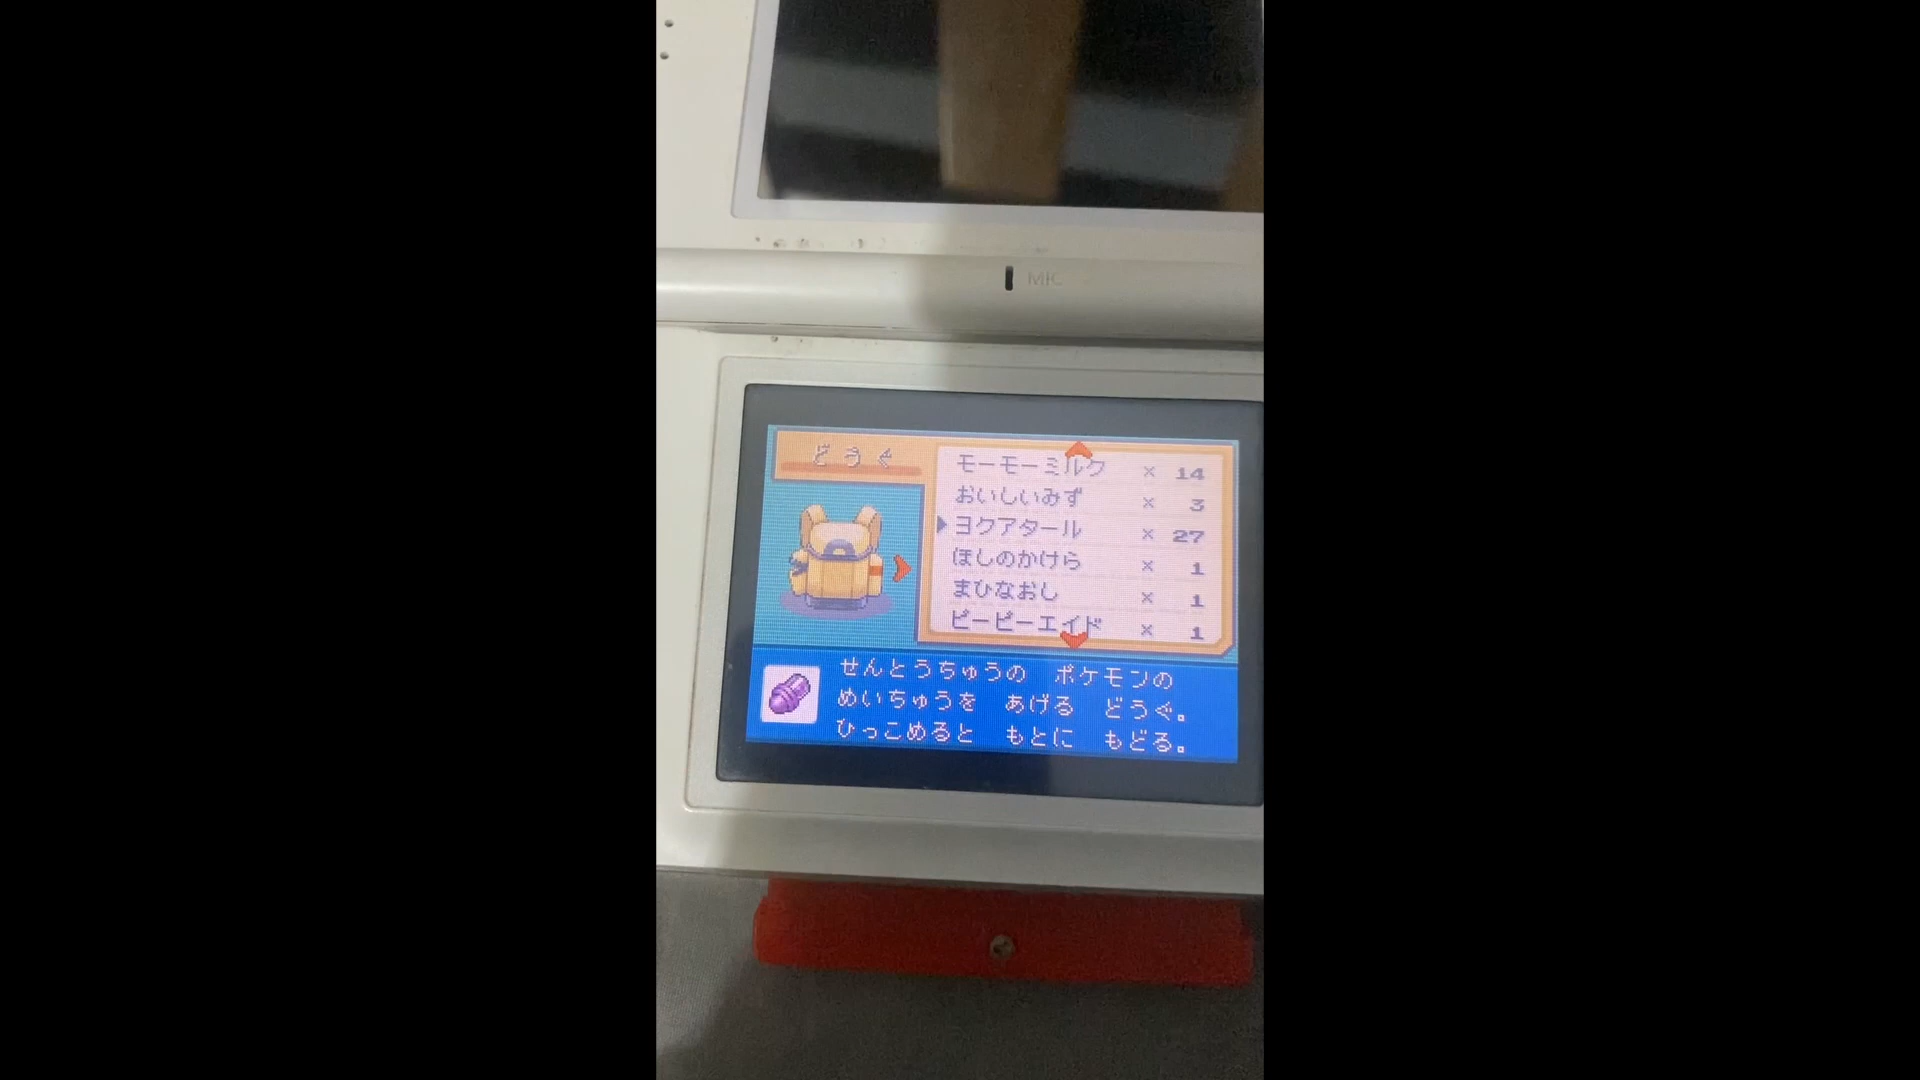 MIC
どうぐ
モーモーミルク × 14
おいしいみず × 3
ヨクアタール × 27
ほしのかけら × 1
まひなおし × 1
ピーピーエイド × 1
せんとうちゅうの ポケモンの
めいちゅうを あげる どうぐ。
ひっこめると もとに もどる。